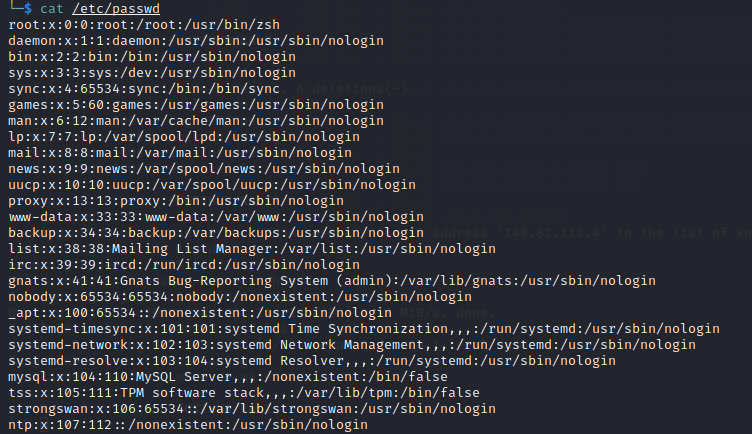 └─$ cat /etc/passwd
root:x:0:0:root:/root:/usr/bin/zsh
daemon:x:1:1:daemon:/usr/sbin:/usr/sbin/nologin
bin:x:2:2:bin:/bin:/usr/sbin/nologin
sys:x:3:3:sys:/dev:/usr/sbin/nologin
sync:x:4:65534:sync:/bin:/bin/sync 6 deletions(-)
games:x:5:60:games:/usr/games:/usr/sbin/nologin
man:x:6:12:man:/var/cache/man:/usr/sbin/nologin
lp:x:7:7:lp:/var/spool/lpd:/usr/sbin/nologin
mail:x:8:8:mail:/var/mail:/usr/sbin/nologin
news:x:9:9:news:/var/spool/news:/usr/sbin/nologin
uucp:x:10:10:uucp:/var/spool/uucp:/usr/sbin/nologin
proxy:x:13:13:proxy:/bin:/usr/sbin/nologin
www-data:x:33:33:www-data:/var/www:/usr/sbin/nologin
backup:x:34:34:backup:/var/backups:/usr/sbin/nologin address '140.82.113.4' to the list of
list:x:38:38:Mailing List Manager:/var/list:/usr/sbin/nologin
irc:x:39:39:ircd:/run/ircd:/usr/sbin/nologin
gnats:x:41:41:Gnats Bug-Reporting System (admin):/var/lib/gnats:/usr/sbin/nologin
nobody:x:65534:65534:nobody:/nonexistent:/usr/sbin/nologin
_apt:x:100:65534::/nonexistent:/usr/sbin/nologin MiB/s, done.
systemd-timesync:x:101:101:systemd Time Synchronization,,,:/run/systemd:/usr/sbin/nologin
systemd-network:x:102:103:systemd Network Management,,,:/run/systemd:/usr/sbin/nologin
systemd-resolve:x:103:104:systemd Resolver,,,:/run/systemd:/usr/sbin/nologin
mysql:x:104:110:MySQL Server,,,:/nonexistent:/bin/false
tss:x:105:111:TPM software stack,,,:/var/lib/tpm:/bin/false
strongswan:x:106:65534::/var/lib/strongswan:/usr/sbin/nologin
ntp:x:107:112::/nonexistent:/usr/sbin/nologin